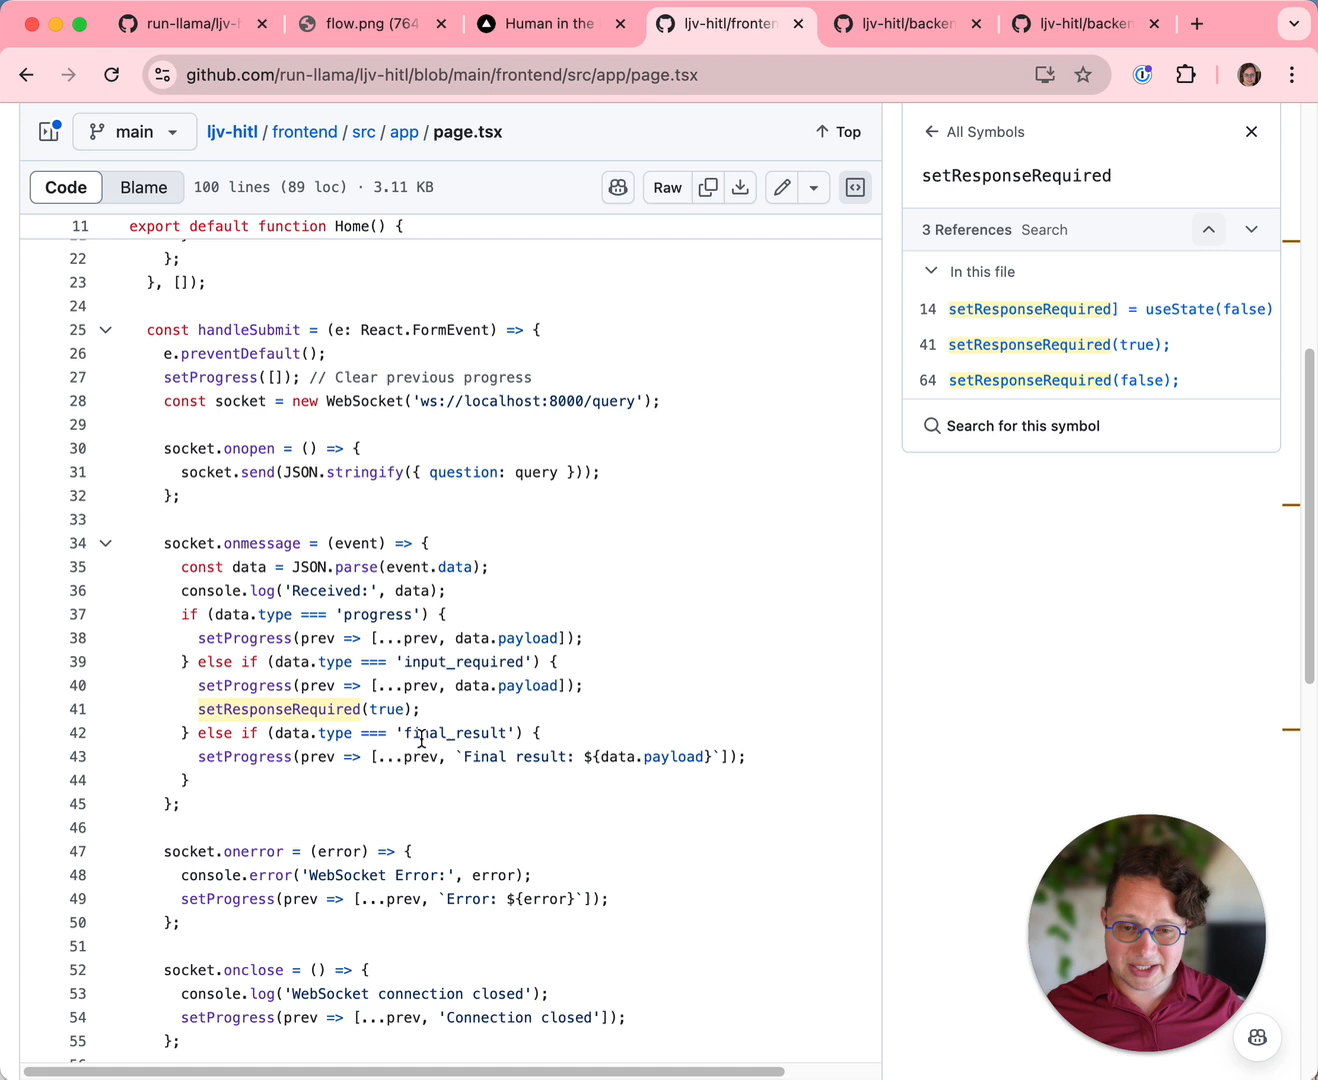 run-llama/ljv-h
flow.png (764
Human in the
ljv-hitl/fronten
ljv-hitl/backen
ljv-hitl/backen
github.com/run-llama/ljv-hitl/blob/main/frontend/src/app/page.tsx
main
ljv-hitl / frontend / src / app / page.tsx
Top
Code Blame 100 lines (89 loc) · 3.11 KB
Raw
11 export default function Home() {
22 };
23 }, []);
24
25 const handleSubmit = (e: React.FormEvent) => {
26 e.preventDefault();
27 setProgress([]); // Clear previous progress
28 const socket = new WebSocket('ws://localhost:8000/query');
29
30 socket.onopen = () => {
31 socket.send(JSON.stringify({ question: query }));
32 };
33
34 socket.onmessage = (event) => {
35 const data = JSON.parse(event.data);
36 console.log('Received:', data);
37 if (data.type === 'progress') {
38 setProgress(prev => [...prev, data.payload]);
39 } else if (data.type === 'input_required') {
40 setProgress(prev => [...prev, data.payload]);
41 setResponseRequired(true);
42 } else if (data.type === 'final_result') {
43 setProgress(prev => [...prev, `Final result: ${data.payload}`]);
44 }
45 };
46
47 socket.onerror = (error) => {
48 console.error('WebSocket Error:', error);
49 setProgress(prev => [...prev, `Error: ${error}`]);
50 };
51
52 socket.onclose = () => {
53 console.log('WebSocket connection closed');
54 setProgress(prev => [...prev, 'Connection closed']);
55 };
All Symbols
setResponseRequired
3 References Search
In this file
14 setResponseRequired] = useState(false)
41 setResponseRequired(true);
64 setResponseRequired(false);
Search for this symbol